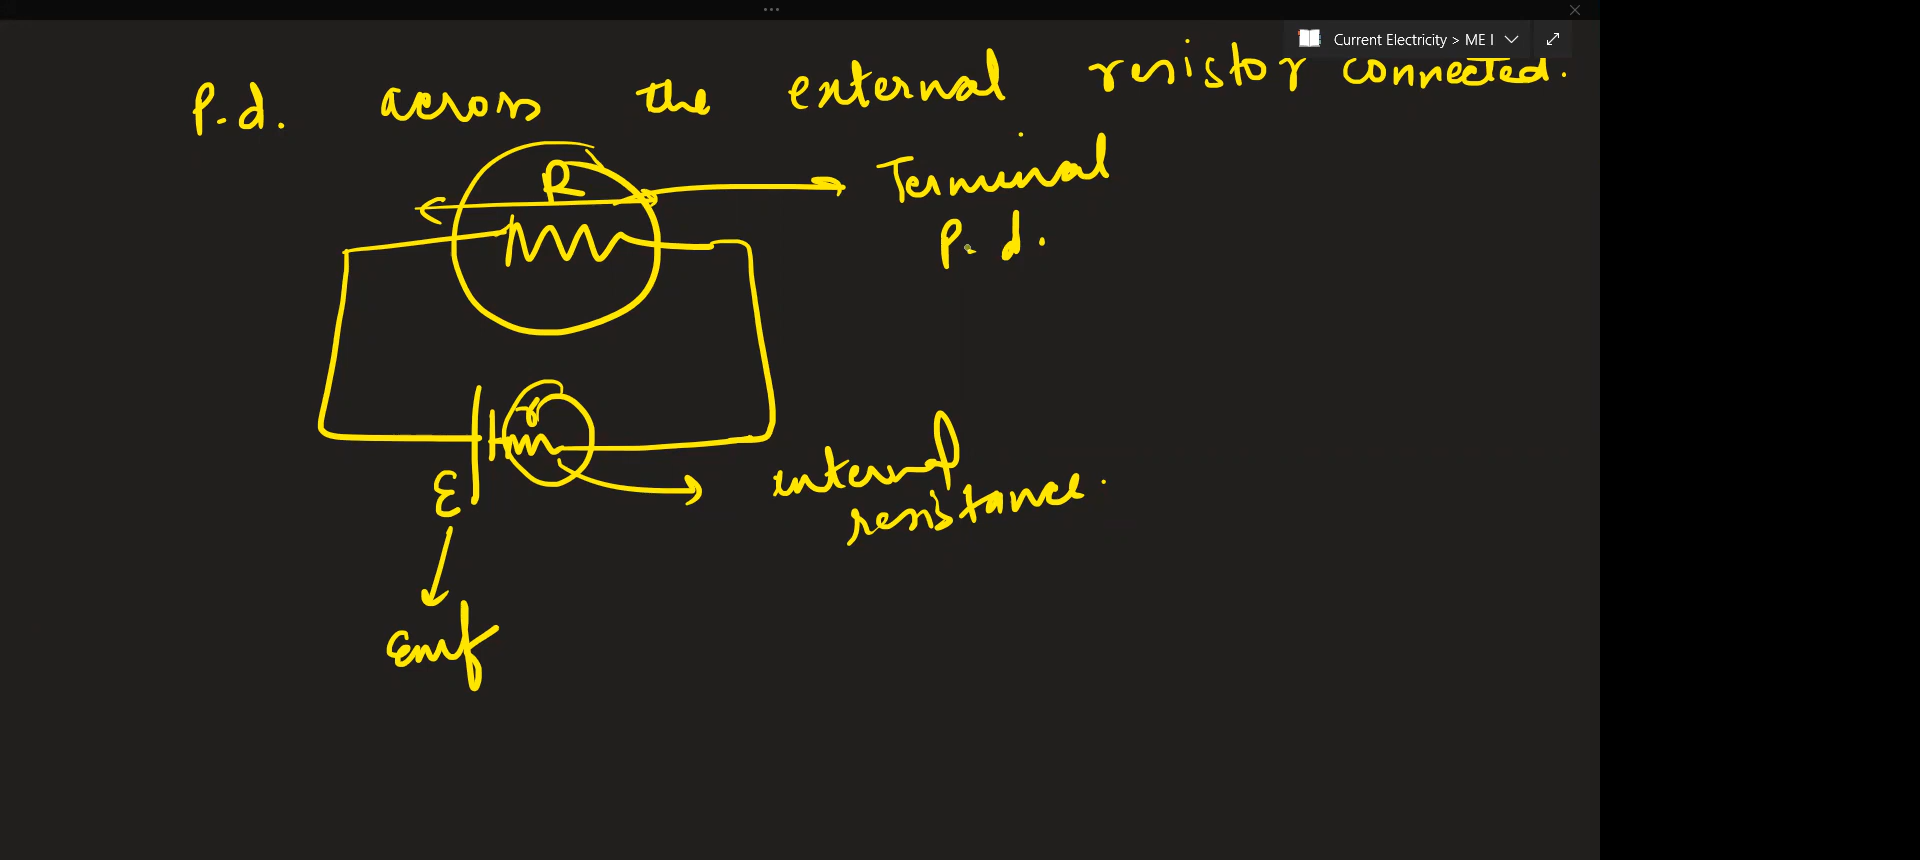 Current Electricity > ME I
P.d. across the external resistor connected.
R
Terminal
P.d.
r
ε
internal
resistance.
Emf